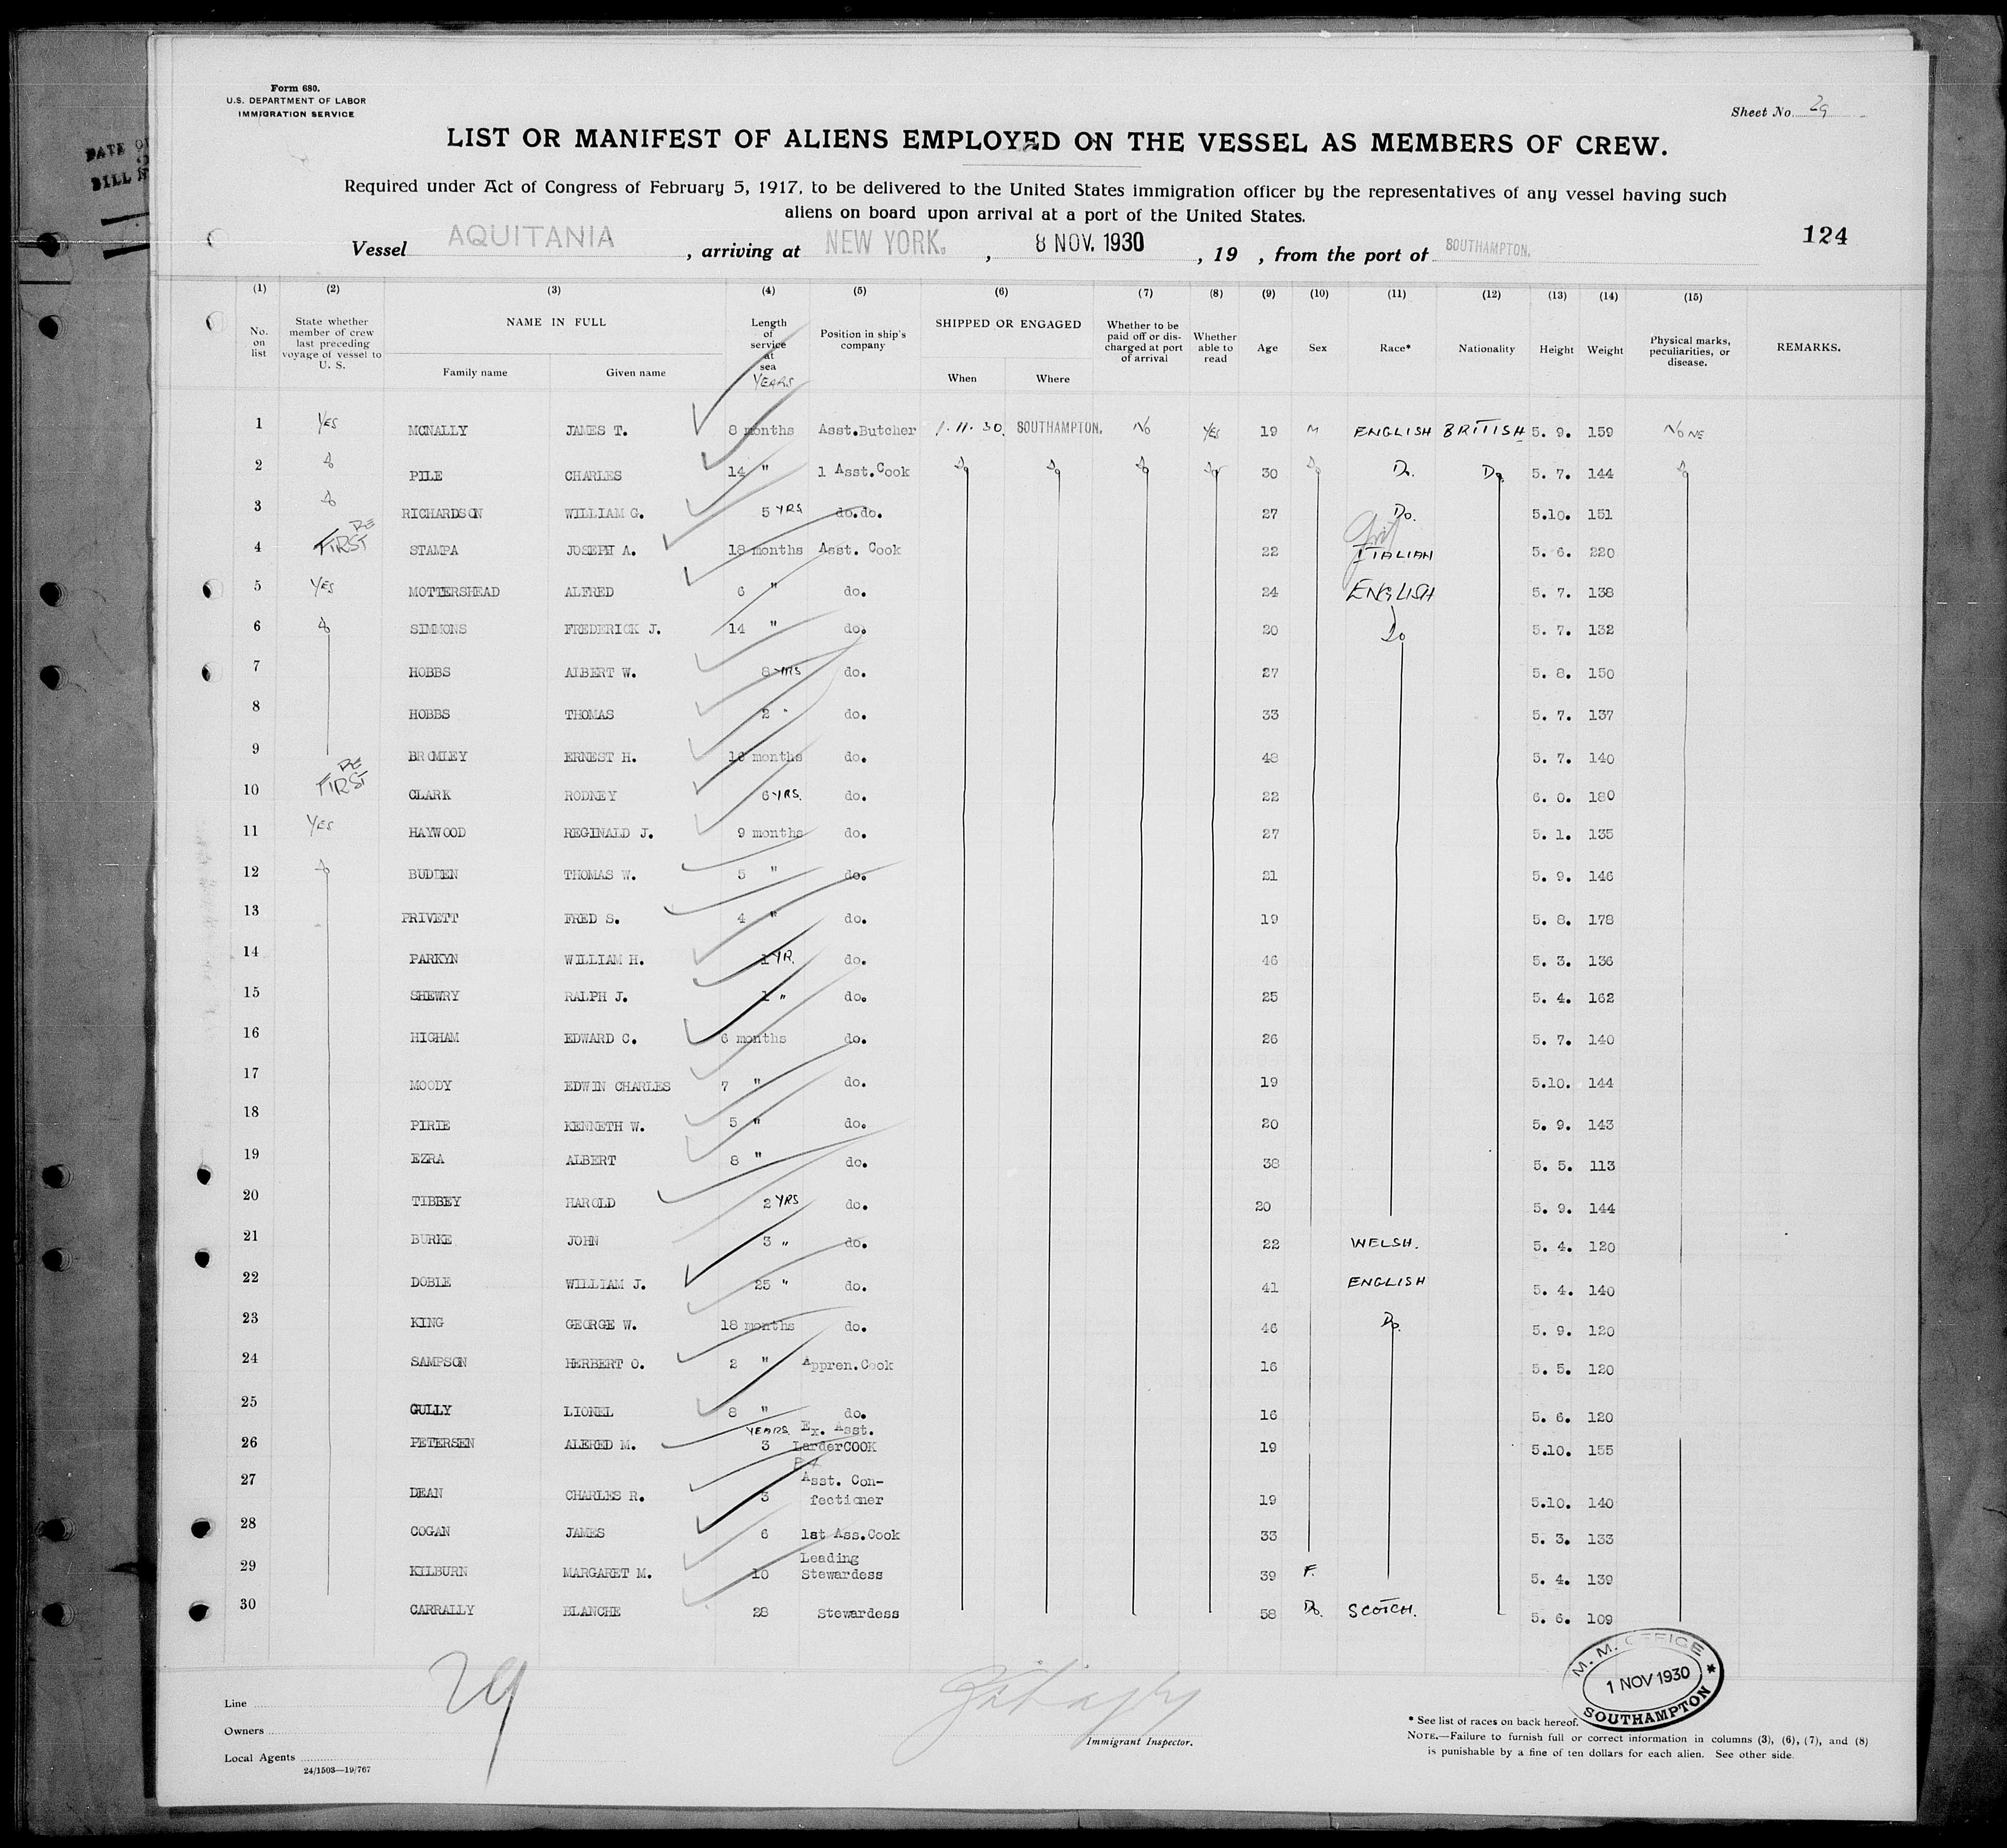 Form 680.
U.S. DEPARTMENT OF LABOR
IMMIGRATION SERVICE
Sheet No. 29
LIST OR MANIFEST OF ALIENS EMPLOYED ON THE VESSEL AS MEMBERS OF CREW.
Required under Act of Congress of February 5, 1917, to be delivered to the United States immigration officer by the representatives of any vessel having such
aliens on board upon arrival at a port of the United States.
124
Vessel AQUITANIA, arriving at NEW YORK, 8 NOV. 1930, 19 , from the port of SOUTHAMPTON.
(1) (2) (3) (4) (5) (6) (7) (8) (9) (10) (11) (12) (13) (14) (15)
No. on list
State whether member of crew last preceding voyage of vessel to U. S.
NAME IN FULL
Family name Given name
Length of service at sea YEARS
Position in ship's company
SHIPPED OR ENGAGED
When Where
Whether to be paid off or discharged at port of arrival
Whether able to read
Age Sex Race* Nationality Height Weight
Physical marks, peculiarities, or disease.
REMARKS.
1 YES MCNALLY JAMES T. 8 months Asst.Butcher 1.11.30. SOUTHAMPTON. NO YES 19 M ENGLISH BRITISH 5. 9. 159 NONE
2 do PILE CHARLES 14 " 1 Asst.Cook do do do do 30 do Do. Do. 5. 7. 144 do
3 do RICHARDSON WILLIAM G. 5 YRS do.do. 27 Do. 5.10. 151
4 RE FIRST STAMPA JOSEPH A. 18 months Asst. Cook 22 ITALIAN 5. 6. 220
5 YES MOTTERSHEAD ALFRED 6 " do. 24 ENGLISH 5. 7. 138
6 do SIMMONS FREDERICK J. 14 " do. 20 Do 5. 7. 132
7 HOBBS ALBERT W. 8 YRS do. 27 5. 8. 150
8 HOBBS THOMAS 2 " do. 33 5. 7. 137
9 BROMLEY ERNEST H. months do. 48 5. 7. 140
10 RE FIRST CLARK RODNEY 6 YRS. do. 22 6. 0. 180
11 YES HAYWOOD REGINALD J. 9 months do. 27 5. 1. 135
12 do BUDDEN THOMAS W. 5 " do. 21 5. 9. 146
13 PRIVETT FRED S. 4 " do. 19 5. 8. 178
14 PARKYN WILLIAM H. 1 YR. do. 46 5. 3. 136
15 SHEWRY RALPH J. 1 " do. 25 5. 4. 162
16 HIGHAM EDWARD C. 6 months do. 26 5. 7. 140
17 MOODY EDWIN CHARLES 7 " do. 19 5.10. 144
18 PIRIE KENNETH W. 5 " do. 20 5. 9. 143
19 EZRA ALBERT 8 " do. 38 5. 5. 113
20 TIBBEY HAROLD 2 YRS do. 20 5. 9. 144
21 BURKE JOHN 3 " do. 22 WELSH. 5. 4. 120
22 DOBLE WILLIAM J. 25 " do. 41 ENGLISH 5. 4. 140
23 KING GEORGE W. 18 months do. 46 Do. 5. 9. 120
24 SAMPSON HERBERT O. 2 " Appren.Cook 16 5. 5. 120
25 GULLY LIONEL 8 " do. 16 5. 6. 120
26 PETERSEN ALFRED M. YEARS 3 Ex. Asst. LarderCOOK 19 5.10. 155
27 DEAN CHARLES R. 3 Asst. Confectioner 19 5.10. 140
28 COGAN JAMES 6 1st Ass.Cook 33 5. 3. 133
29 KILBURN MARGARET M. 10 Leading Stewardess 39 F. 5. 4. 139
30 CARRALLY BLANCHE 28 Stewardess 58 Do. SCOTCH. 5. 6. 109
29
M. M. OFFICE
1 NOV 1930
SOUTHAMPTON
Line
Owners
Local Agents
24/1503—19/767
Immigrant Inspector.
* See list of races on back hereof.
NOTE.—Failure to furnish full or correct information in columns (3), (6), (7), and (8)
is punishable by a fine of ten dollars for each alien. See other side.